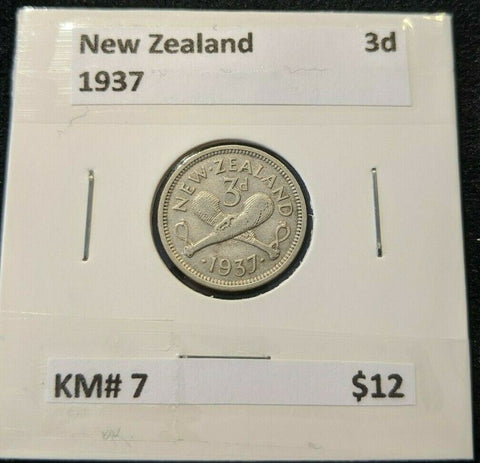 New Zealand 3d
1937
NEW·ZEALAND
3d
·1937·
KM# 7 $12